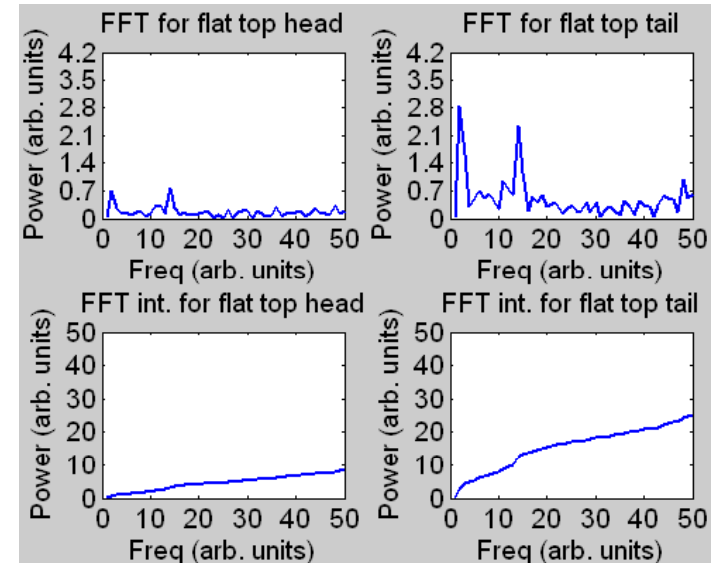 FFT for flat top head
4.2
3.5
2.8
2.1
1.4
0.7
0
Power (arb. units)
0 10 20 30 40 50
Freq (arb. units)
FFT for flat top tail
4.2
3.5
2.8
2.1
1.4
0.7
0
Power (arb. units)
0 10 20 30 40 50
Freq (arb. units)
FFT int. for flat top head
50
40
30
20
10
0
Power (arb. units)
0 10 20 30 40 50
Freq (arb. units)
FFT int. for flat top tail
50
40
30
20
10
0
Power (arb. units)
0 10 20 30 40 50
Freq (arb. units)